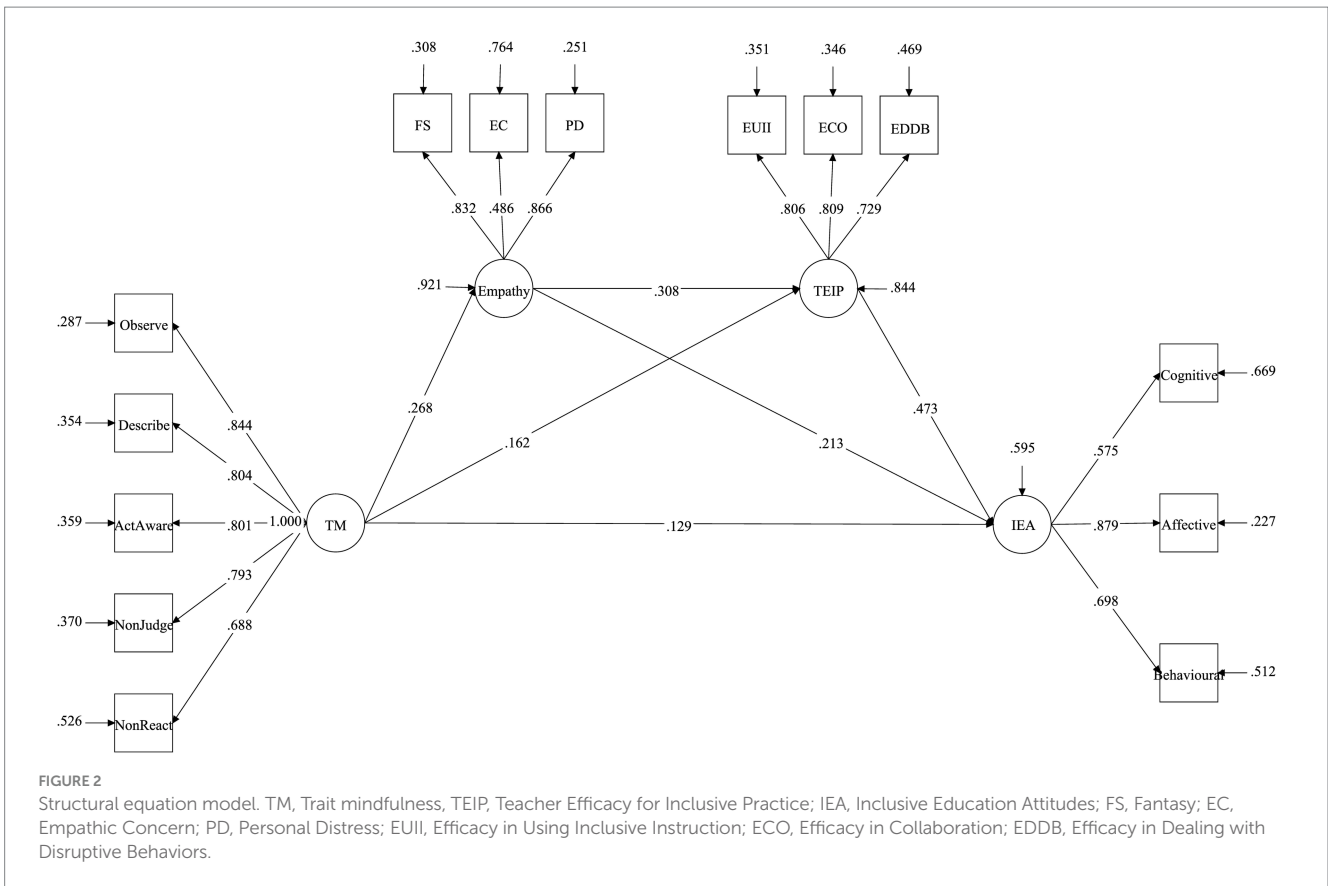 .308 .764 .251 .351 .346 .469
FS EC PD EUII ECO EDDB
.832 .486 .866 .806 .809 .729
.921 Empathy .308 TEIP .844
.287 Observe
Cognitive .669
.268 .473
.354 Describe .844
.162 .213 .595 .575
.804
.359 ActAware .801 1.000 TM .129 IEA .879 Affective .227
.793 .698
.370 NonJudge .688
Behavioural .512
.526 NonReact
FIGURE 2
Structural equation model. TM, Trait mindfulness, TEIP, Teacher Efficacy for Inclusive Practice; IEA, Inclusive Education Attitudes; FS, Fantasy; EC,
Empathic Concern; PD, Personal Distress; EUII, Efficacy in Using Inclusive Instruction; ECO, Efficacy in Collaboration; EDDB, Efficacy in Dealing with
Disruptive Behaviors.